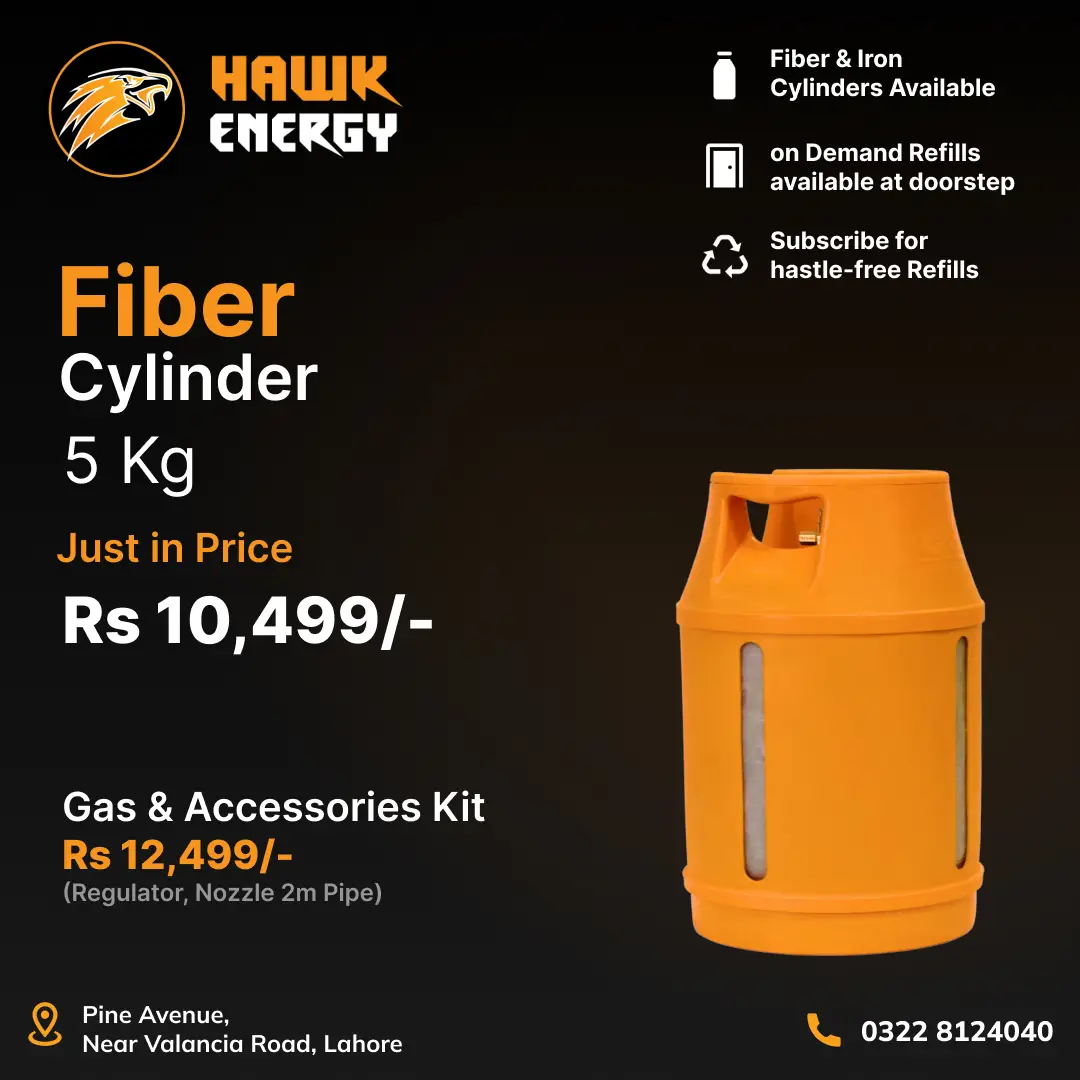 HAWK
ENERGY
Fiber & Iron
Cylinders Available
on Demand Refills
available at doorstep
Subscribe for
hastle-free Refills
Fiber
Cylinder
5 Kg
Just in Price
Rs 10,499/-
Gas & Accessories Kit
Rs 12,499/-
(Regulator, Nozzle 2m Pipe)
Pine Avenue,
Near Valancia Road, Lahore
0322 8124040